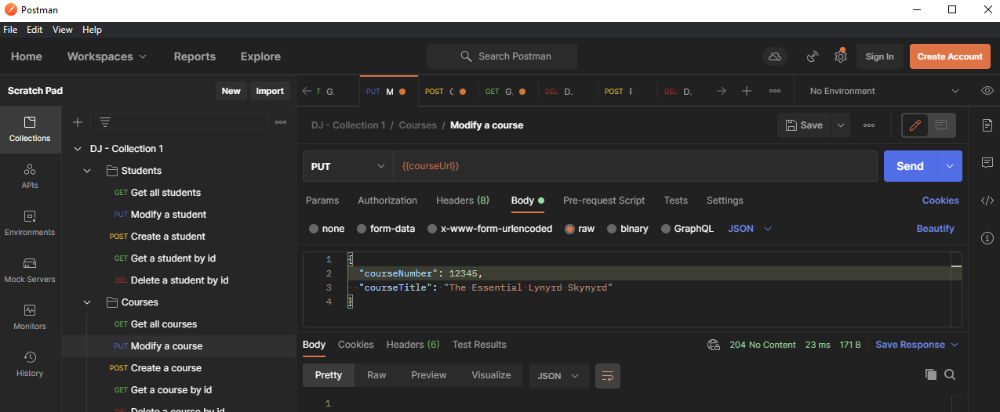 Postman
File Edit View Help
Home Workspaces Reports Explore Search Postman Sign In Create Account
Scratch Pad New Import
G. PUT M POST C GET G. DEL D. POST F DEL D. No Environment
Collections
APIs
Environments
Mock Servers
Monitors
History
DJ - Collection 1
Students
GET Get all students
PUT Modify a student
POST Create a student
GET Get a student by id
DEL Delete a student by id
Courses
GET Get all courses
PUT Modify a course
POST Create a course
GET Get a course by id
DEL Delete a course by id
DJ - Collection 1 / Courses / Modify a course Save
PUT {{courseUrl}} Send
Params Authorization Headers (8) Body Pre-request Script Tests Settings Cookies
none form-data x-www-form-urlencoded raw binary GraphQL JSON Beautify
1 {
2 "courseNumber": 12345,
3 "courseTitle": "The Essential Lynyrd Skynyrd"
4 }
Body Cookies Headers (6) Test Results 204 No Content 23 ms 171 B Save Response
Pretty Raw Preview Visualize JSON
1